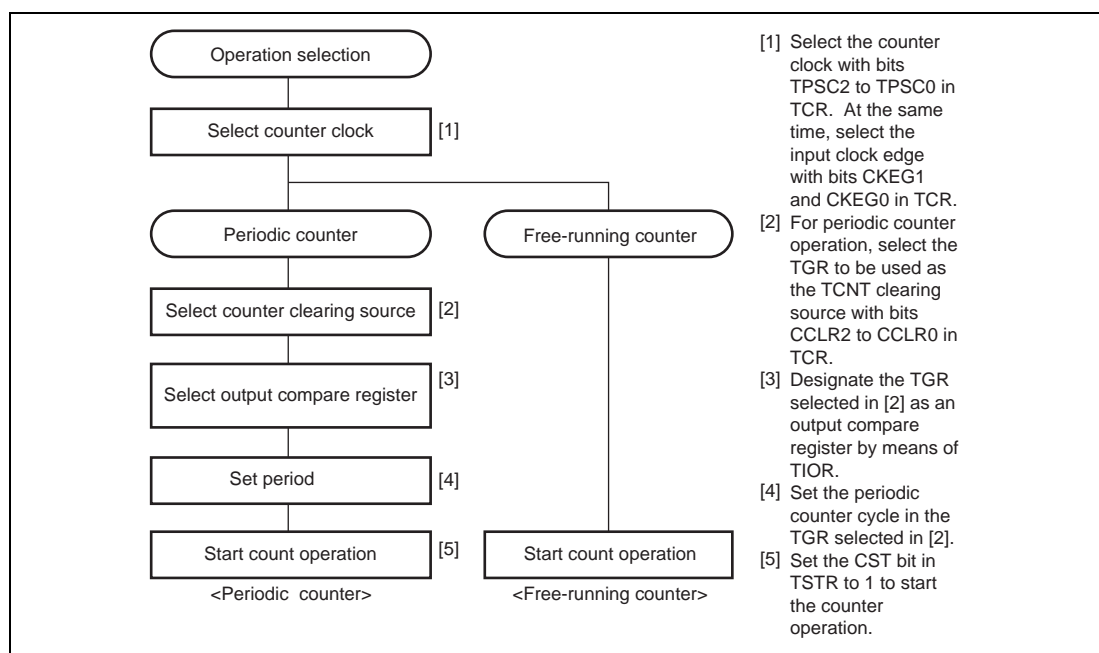 Operation selection
Select counter clock [1]
Periodic counter
Free-running counter
Select counter clearing source [2]
Select output compare register [3]
Set period [4]
Start count operation [5]
Start count operation
<Periodic counter>
<Free-running counter>
[1] Select the counter
clock with bits
TPSC2 to TPSC0 in
TCR. At the same
time, select the
input clock edge
with bits CKEG1
and CKEG0 in TCR.
[2] For periodic counter
operation, select the
TGR to be used as
the TCNT clearing
source with bits
CCLR2 to CCLR0 in
TCR.
[3] Designate the TGR
selected in [2] as an
output compare
register by means of
TIOR.
[4] Set the periodic
counter cycle in the
TGR selected in [2].
[5] Set the CST bit in
TSTR to 1 to start
the counter
operation.